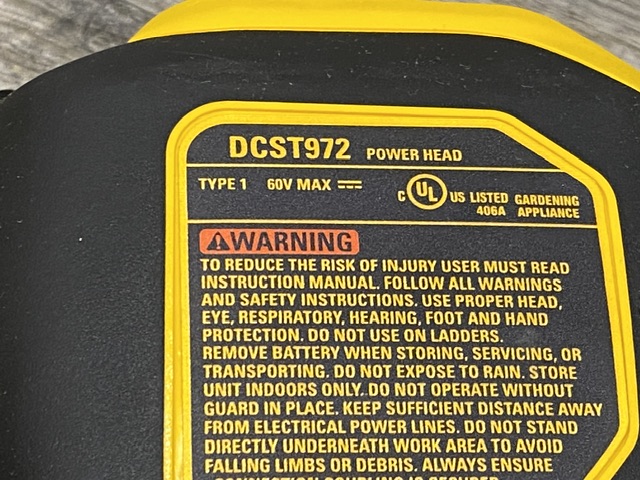 DCST972 POWER HEAD
TYPE 1 60V MAX
C UL US LISTED GARDENING
406A APPLIANCE
WARNING
TO REDUCE THE RISK OF INJURY USER MUST READ
INSTRUCTION MANUAL. FOLLOW ALL WARNINGS
AND SAFETY INSTRUCTIONS. USE PROPER HEAD,
EYE, RESPIRATORY, HEARING, FOOT AND HAND
PROTECTION. DO NOT USE ON LADDERS.
REMOVE BATTERY WHEN STORING, SERVICING, OR
TRANSPORTING. DO NOT EXPOSE TO RAIN. STORE
UNIT INDOORS ONLY. DO NOT OPERATE WITHOUT
GUARD IN PLACE. KEEP SUFFICIENT DISTANCE AWAY
FROM ELECTRICAL POWER LINES. DO NOT STAND
DIRECTLY UNDERNEATH WORK AREA TO AVOID
FALLING LIMBS OR DEBRIS. ALWAYS ENSURE
CONNECTION COUPLING IS SECURED